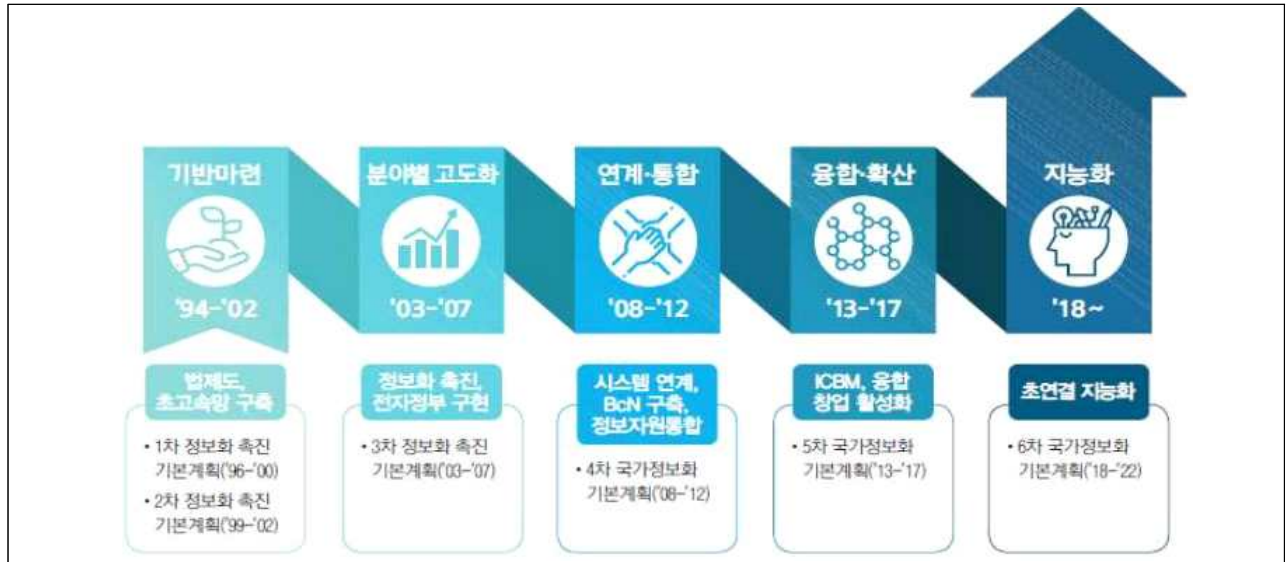 기반마련
'94-'02
법제도,
초고속망 구축
• 1차 정보화 촉진
기본계획('96-'00)
• 2차 정보화 촉진
기본계획('99-'02)
분야별 고도화
'03-'07
정보화 촉진,
전자정부 구현
• 3차 정보화 촉진
기본계획('03-'07)
연계·통합
'08-'12
시스템 연계,
BcN 구축,
정보자원통합
• 4차 국가정보화
기본계획('08-'12)
융합·확산
'13-'17
ICBM, 융합
창업 활성화
• 5차 국가정보화
기본계획('13-'17)
지능화
'18~
초연결 지능화
• 6차 국가정보화
기본계획('18-'22)